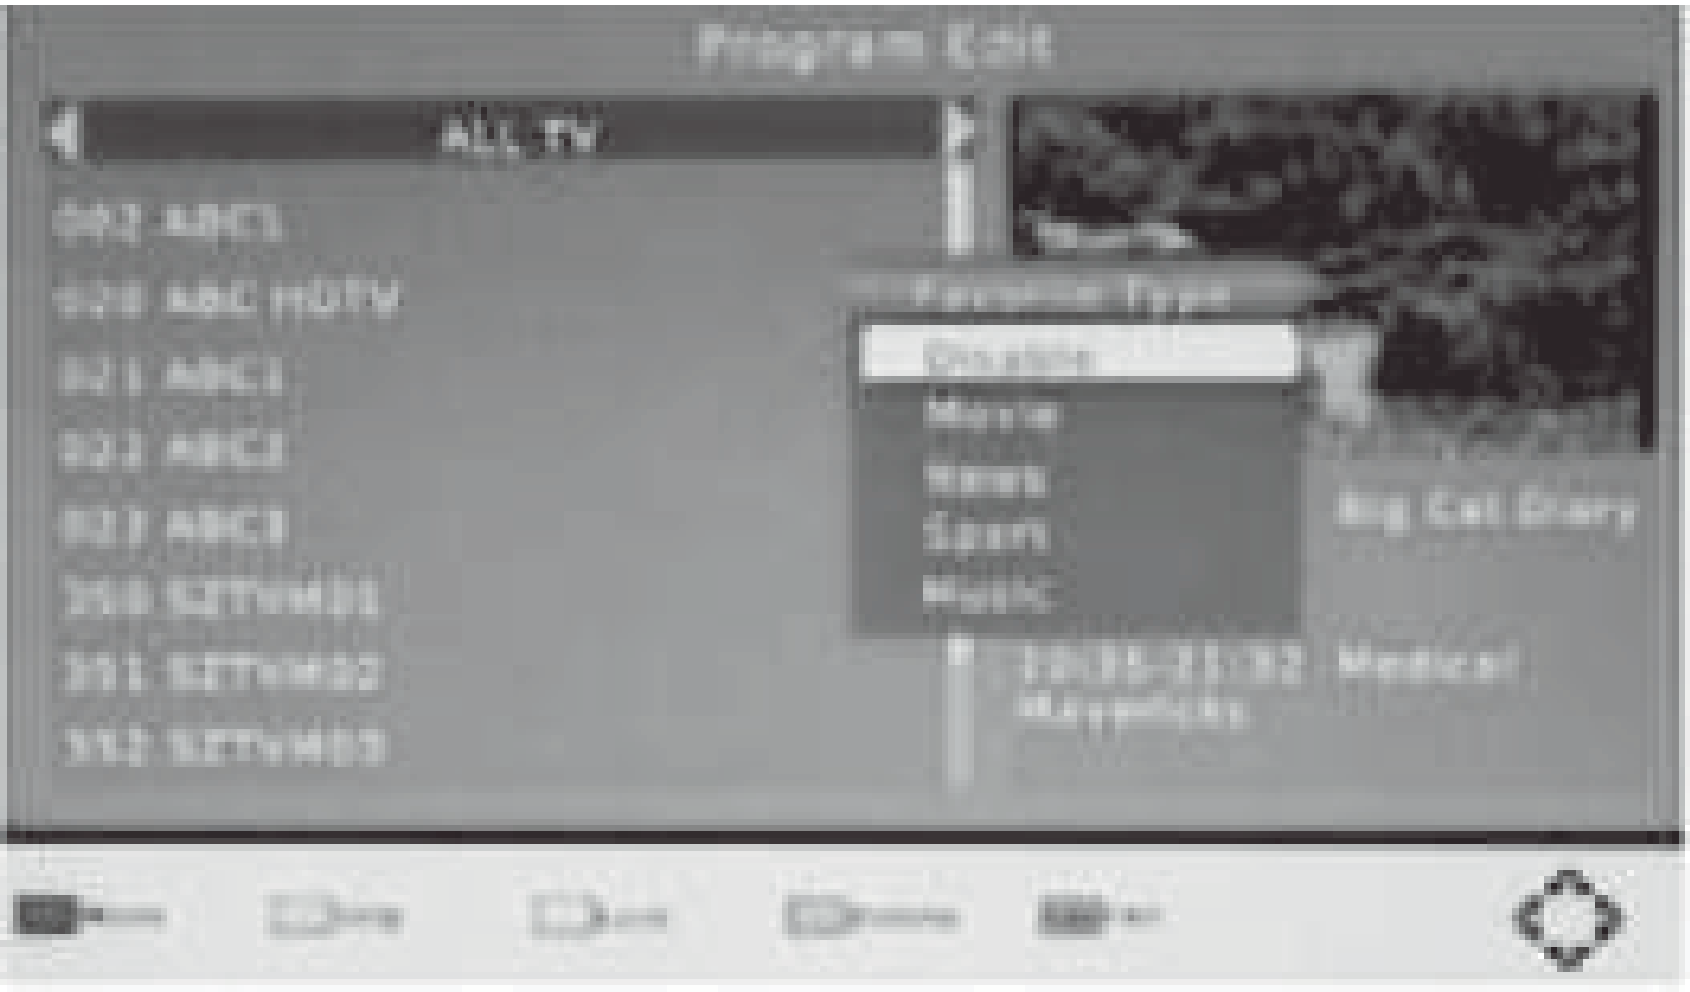 Program Edit
ALL TV
002 ABC1
020 ABC HDTV
021 ABC1
022 ABC2
023 ABC3
350 SZTVM01
351 SZTVM02
352 SZTVM03
Favorite Type
Disable
Movie
News
Sport
Music
Big Cat Diary
Medical
Mavericks